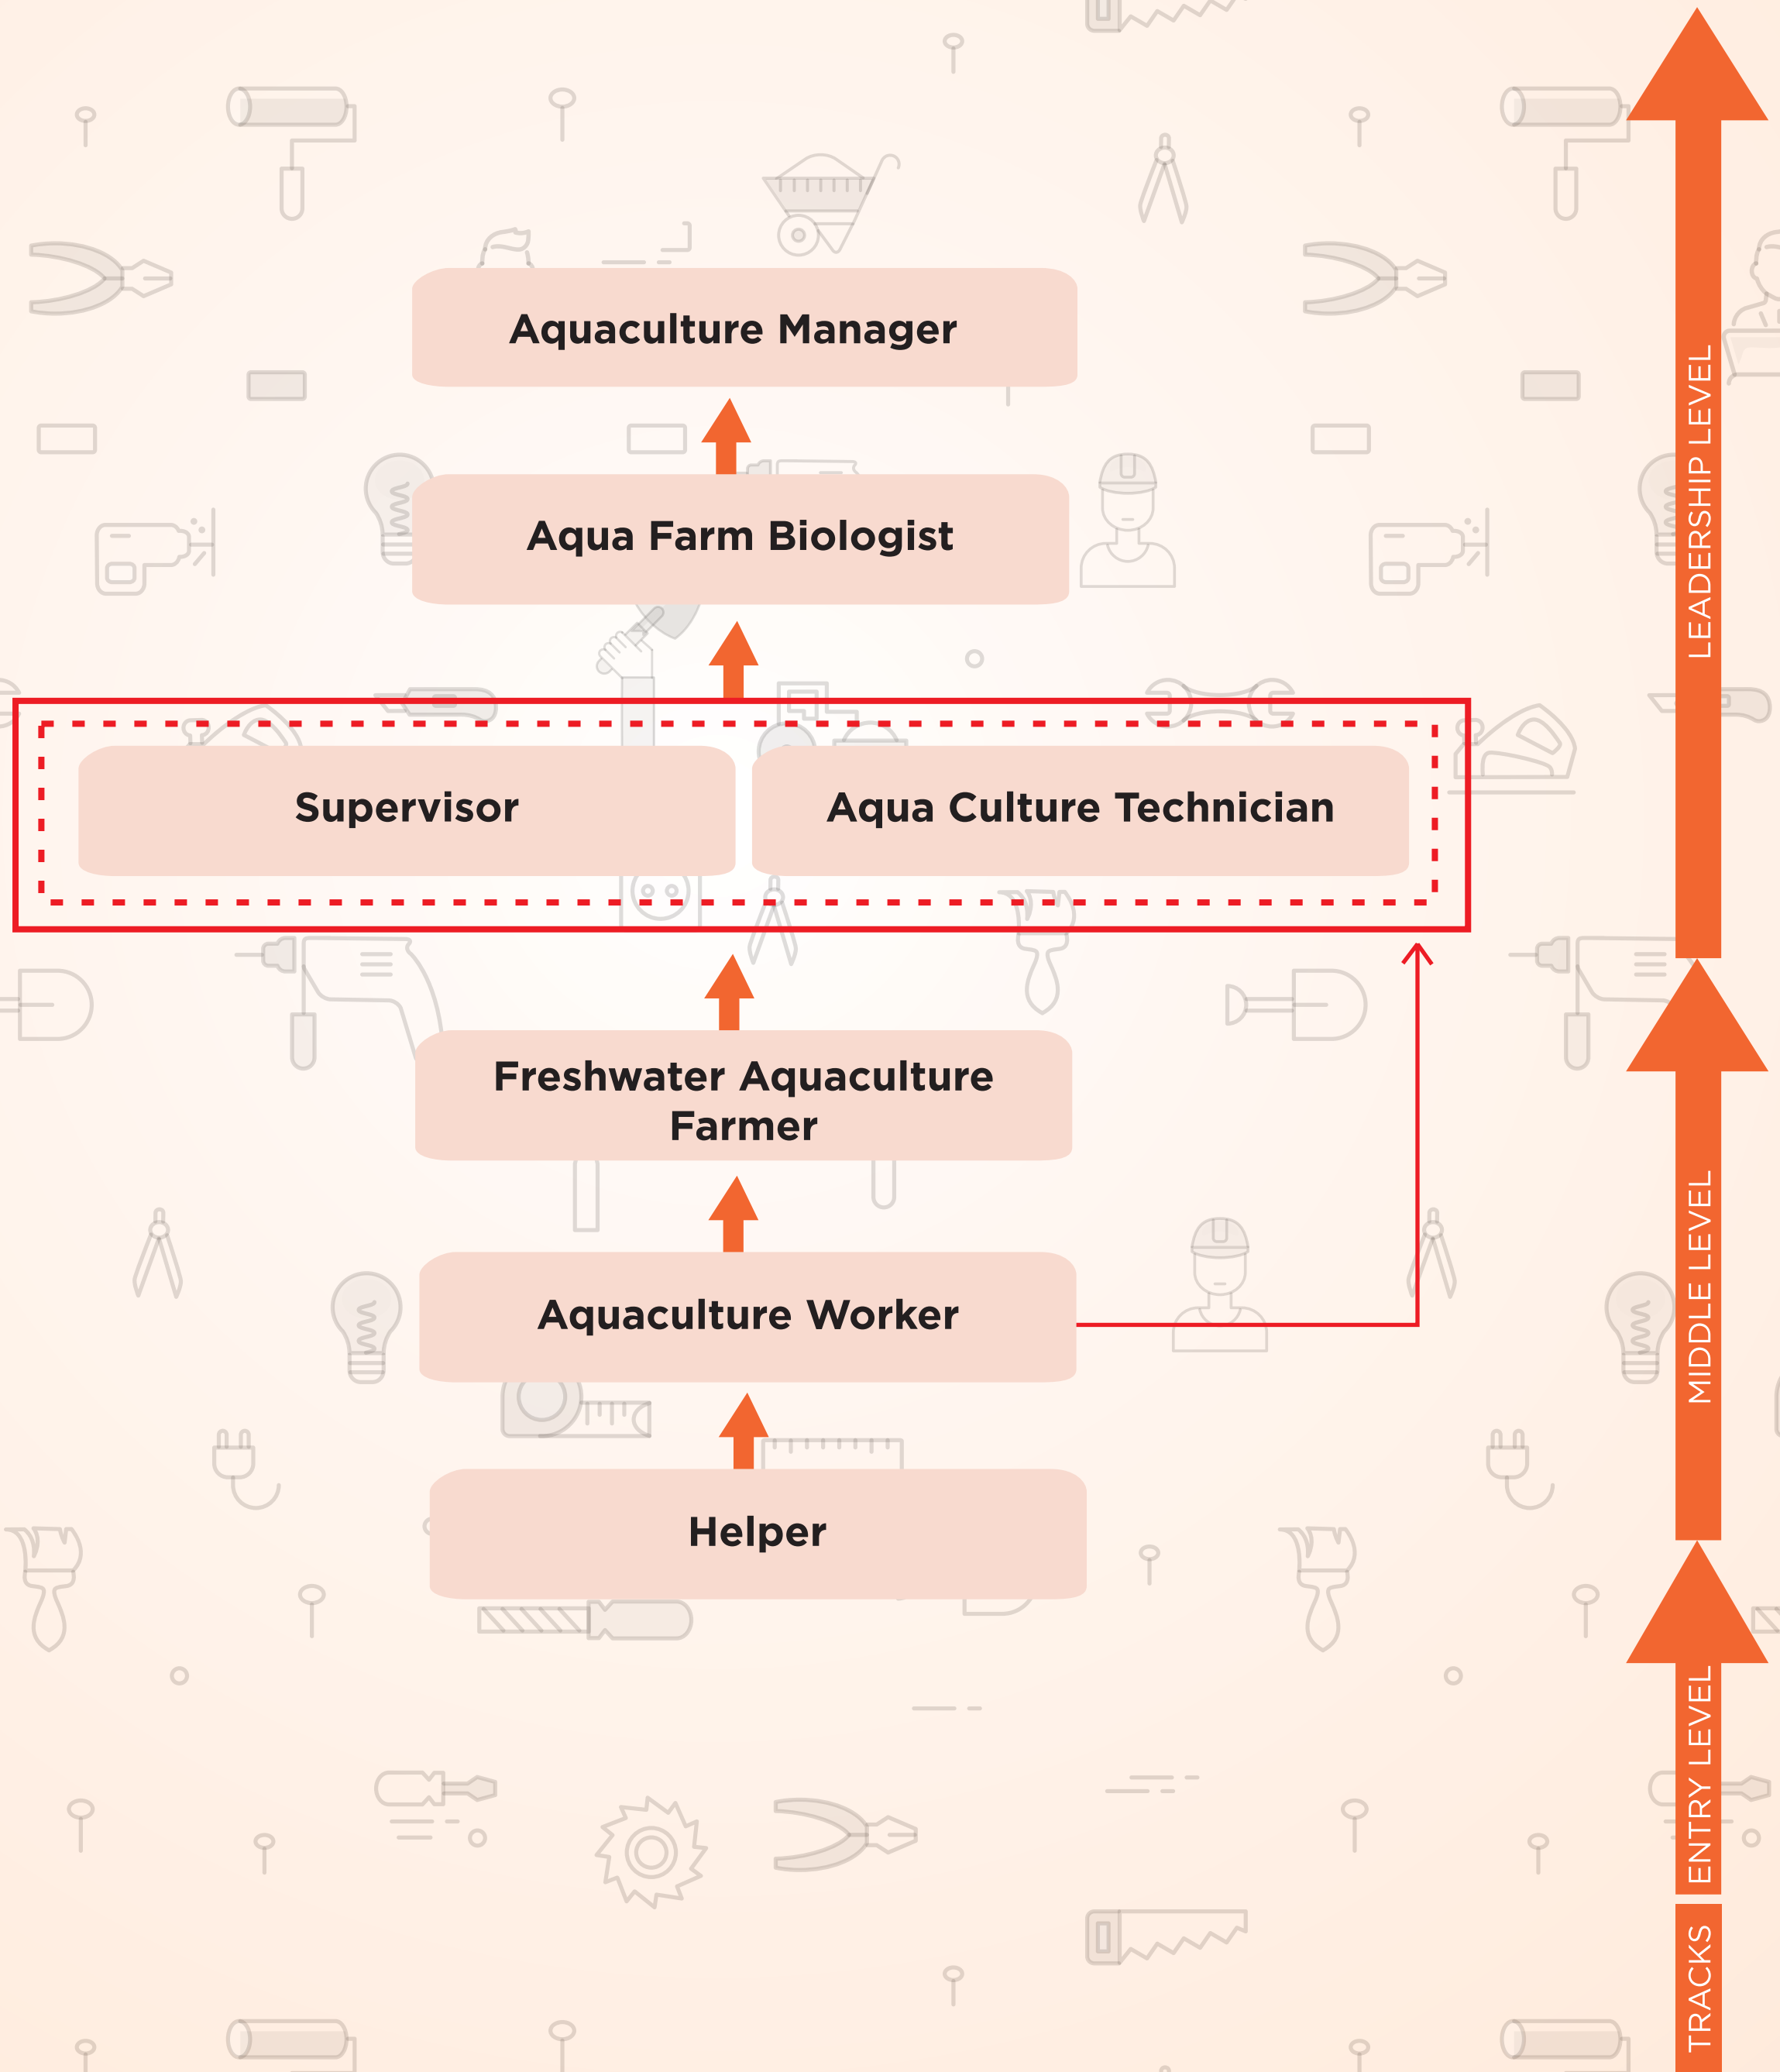 Aquaculture Manager
Aqua Farm Biologist
Supervisor
Aqua Culture Technician
Freshwater Aquaculture
Farmer
Aquaculture Worker
Helper
LEADERSHIP LEVEL
MIDDLE LEVEL
ENTRY LEVEL
TRACKS